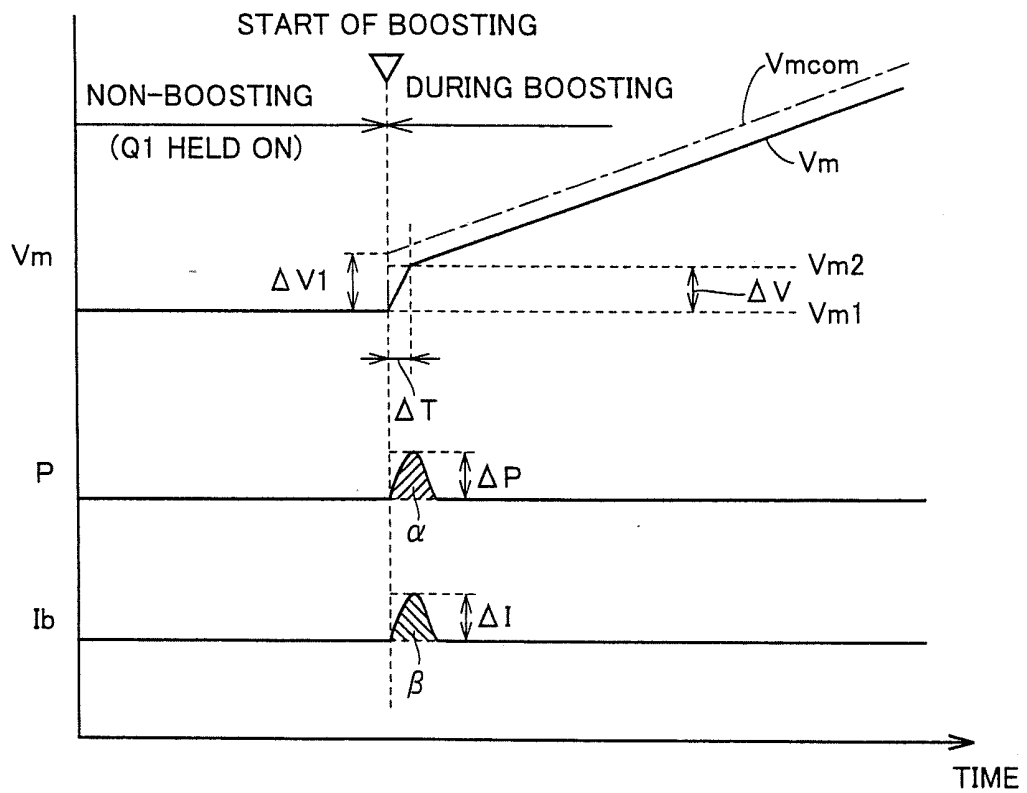 START OF BOOSTING
NON-BOOSTING
DURING BOOSTING
(Q1 HELD ON)
Vmcom
Vm
Vm
ΔV1
Vm2
ΔV
Vm1
ΔT
P
ΔP
α
Ib
ΔI
β
TIME